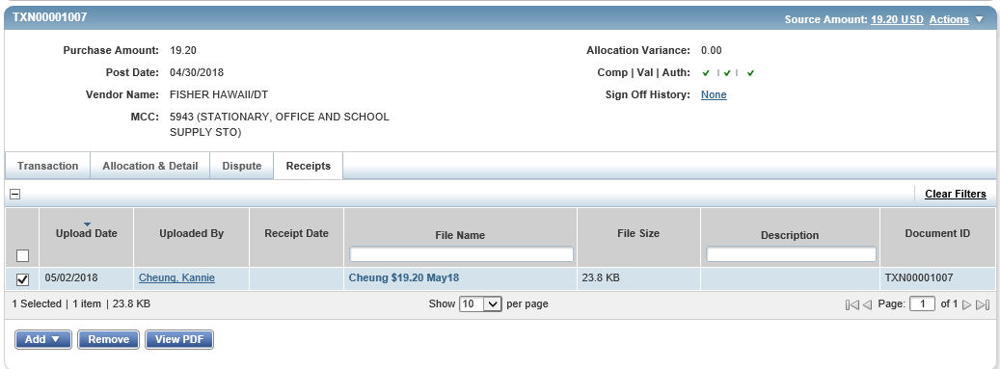 TXN00001007
Source Amount: 19.20 USD Actions
Purchase Amount: 19.20
Allocation Variance: 0.00
Post Date: 04/30/2018
Comp | Val | Auth: ✔ | ✔ | ✔
Vendor Name: FISHER HAWAII/DT
Sign Off History: None
MCC: 5943 (STATIONARY, OFFICE AND SCHOOL
SUPPLY STO)
Transaction Allocation & Detail Dispute Receipts
Clear Filters
Upload Date Uploaded By Receipt Date File Name File Size Description Document ID
05/02/2018 Cheung, Kannie Cheung $19.20 May18 23.8 KB TXN00001007
1 Selected | 1 item | 23.8 KB Show 10 per page Page: 1 of 1
Add Remove View PDF